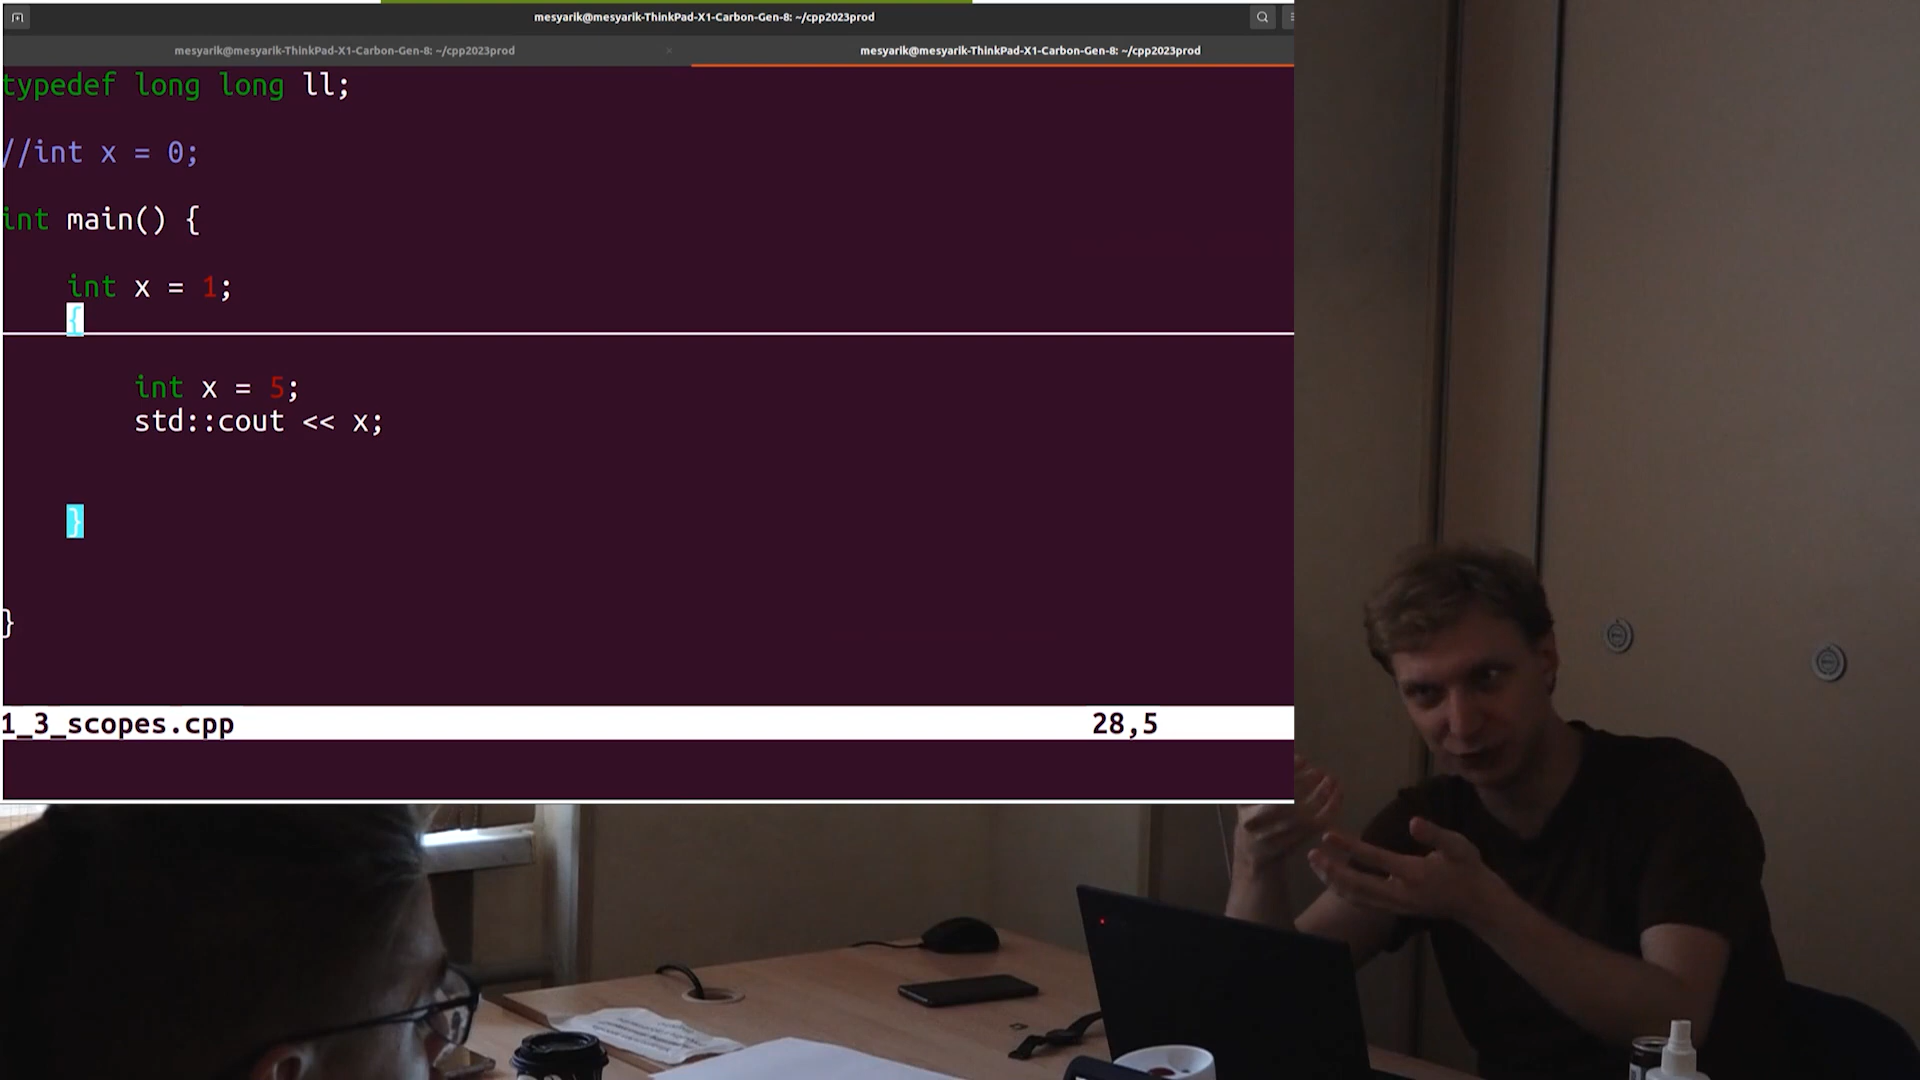 mesyarik@mesyarik-ThinkPad-X1-Carbon-Gen-8: ~/cpp2023prod
mesyarik@mesyarik-ThinkPad-X1-Carbon-Gen-8: ~/cpp2023prod
mesyarik@mesyarik-ThinkPad-X1-Carbon-Gen-8: ~/cpp2023prod
typedef long long ll;
//int x = 0;
int main() {
int x = 1;
{
int x = 5;
std::cout << x;
}
}
1_3_scopes.cpp 28,5